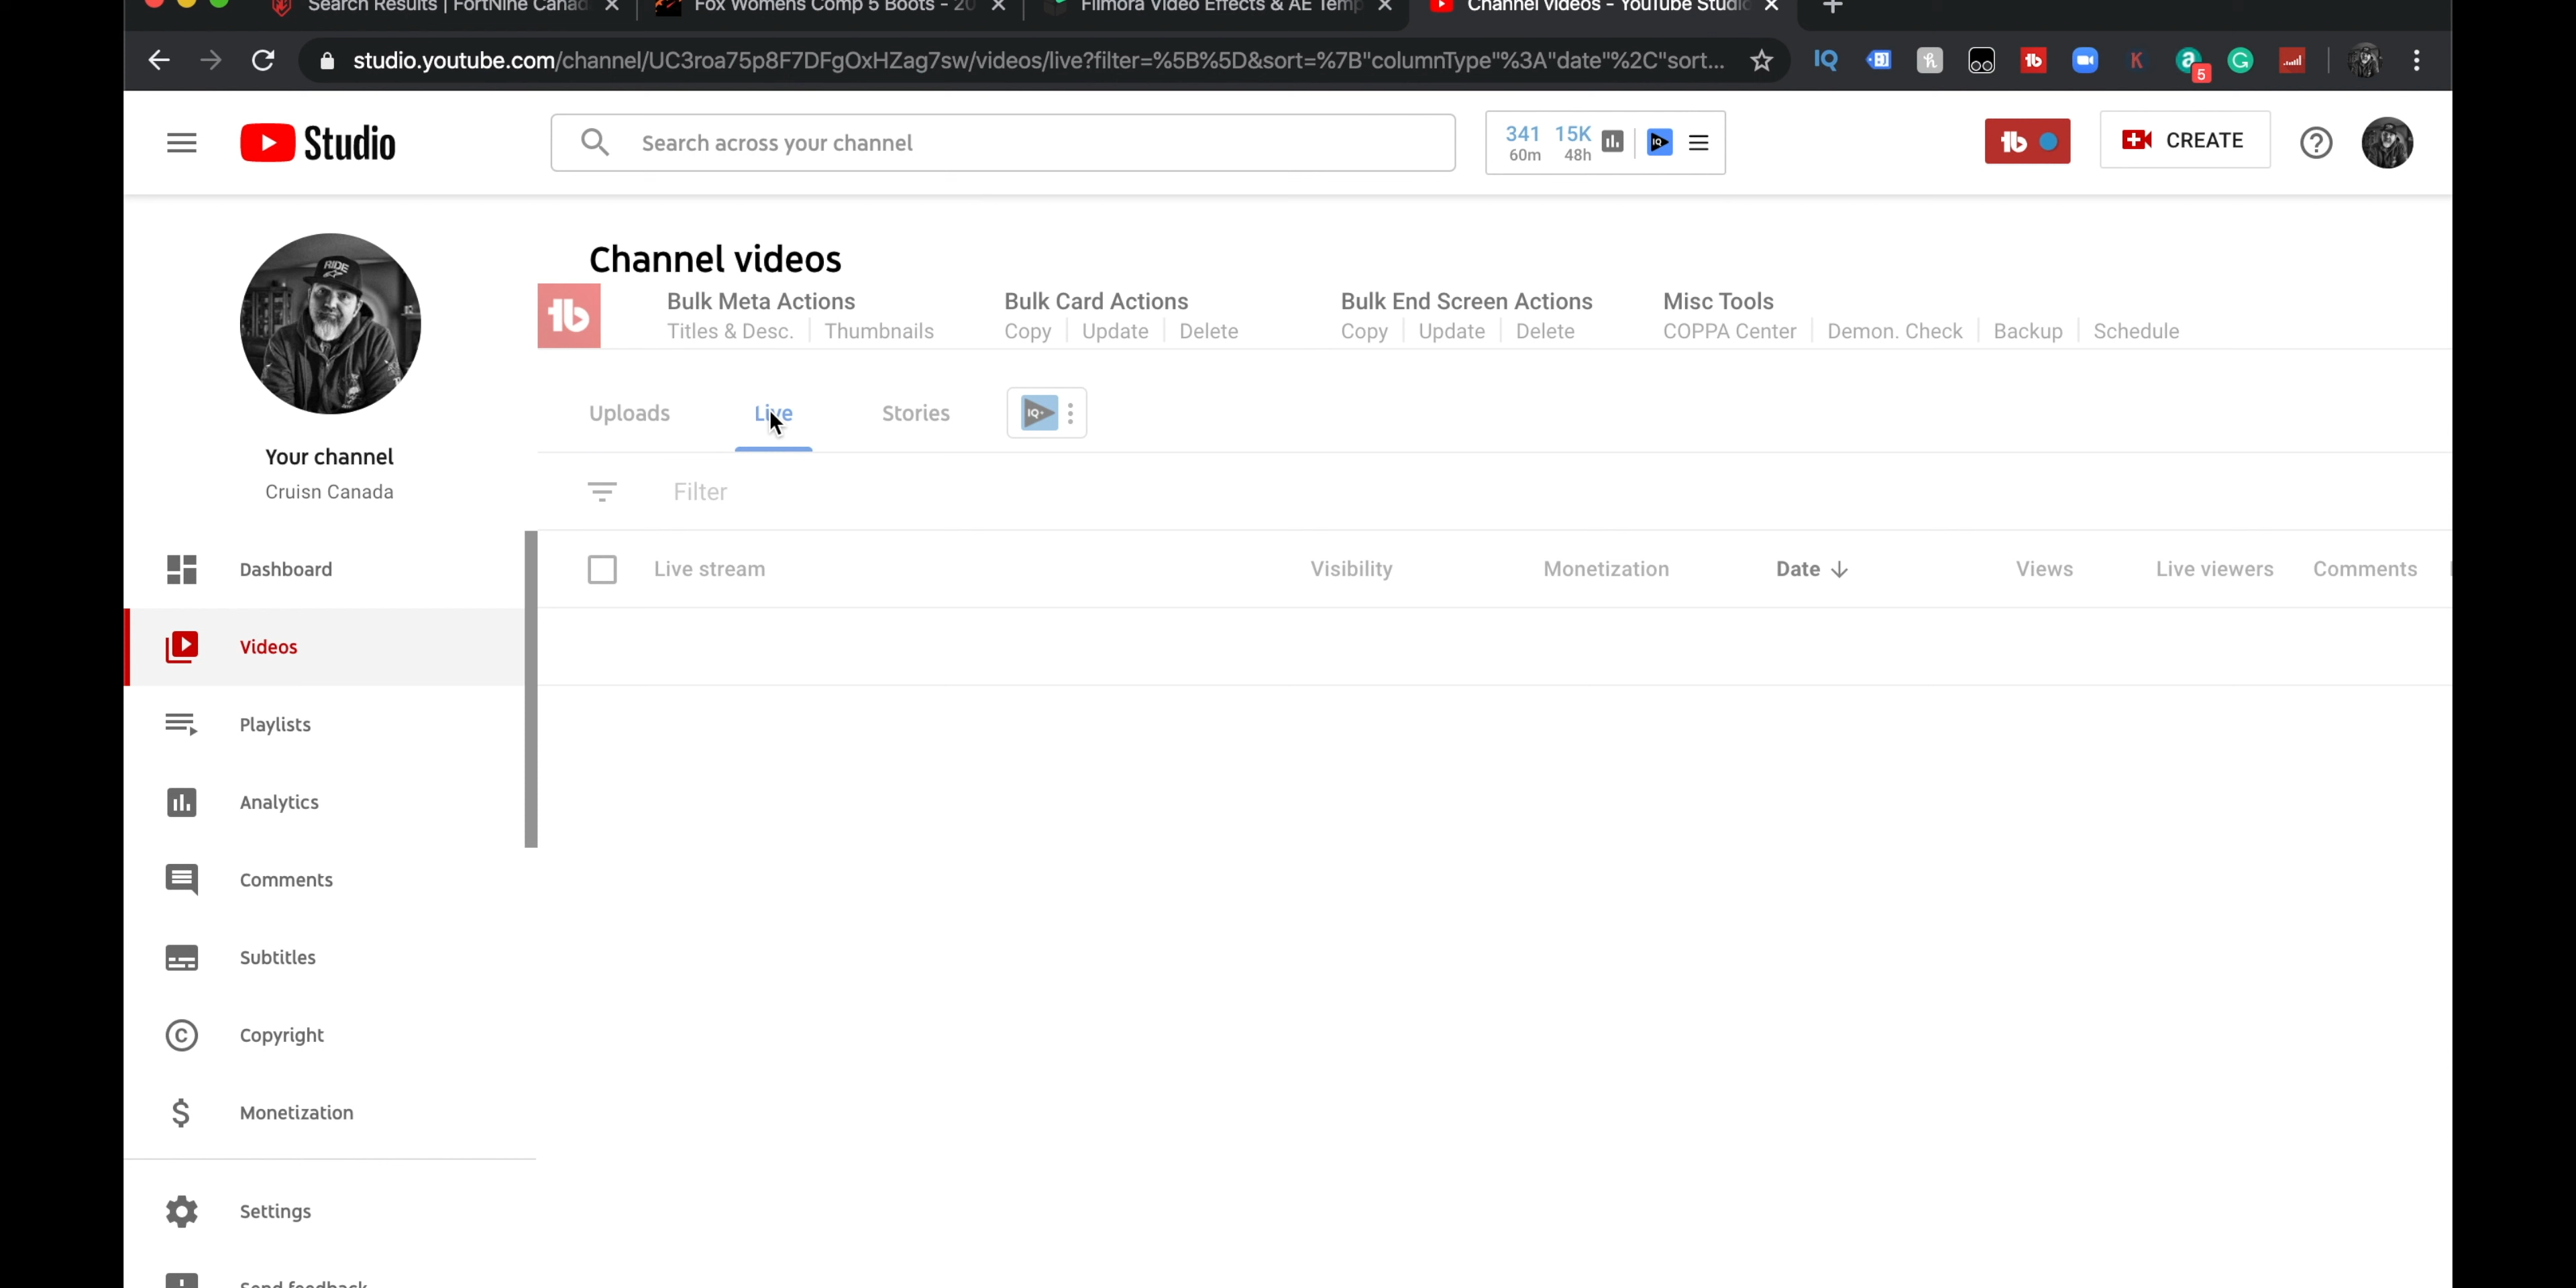 Search Results | FortNine Canad
Fox Womens Comp 5 Boots - 20
Filmora Video Effects & AE Temp
Channel videos - YouTube Studio
studio.youtube.com/channel/UC3roa75p8F7DFgOxHZag7sw/videos/live?filter=%5B%5D&sort=%7B"columnType"%3A"date"%2C"sort...
5
Studio
Search across your channel
341 15K
60m 48h
IQ
CREATE
RIDE
Channel videos
Bulk Meta Actions
Titles & Desc. Thumbnails
Bulk Card Actions
Copy Update Delete
Bulk End Screen Actions
Copy Update Delete
Misc Tools
COPPA Center Demon. Check Backup Schedule
Uploads Live Stories IQ+
Your channel
Cruisn Canada
Filter
Live stream Visibility Monetization Date Views Live viewers Comments
Dashboard
Videos
Playlists
Analytics
Comments
Subtitles
Copyright
Monetization
Settings
Send feedback